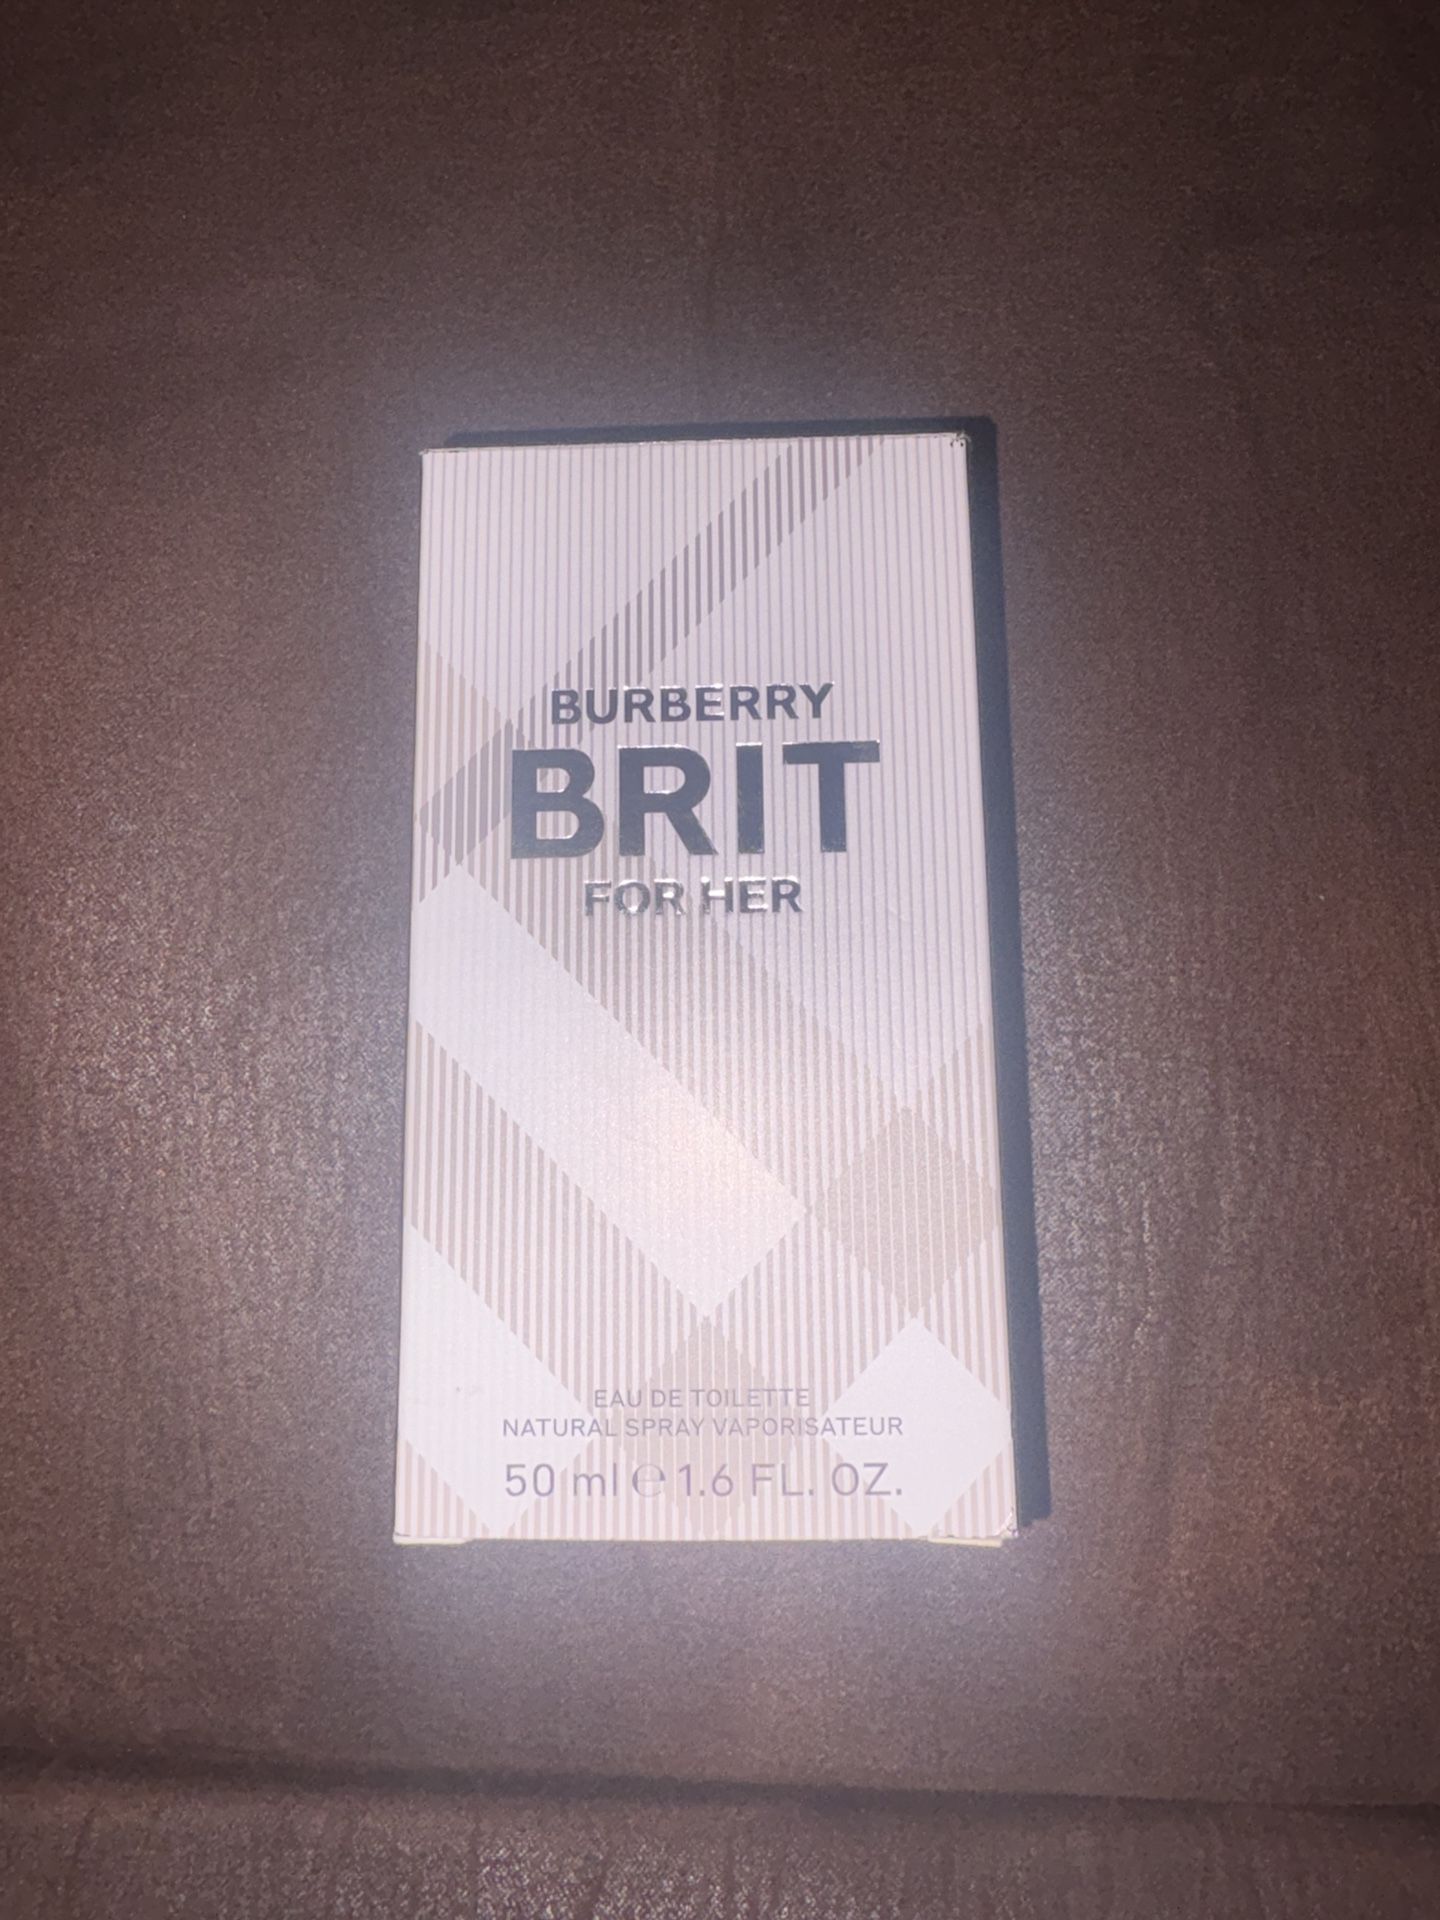 BURBERRY
BRIT
FOR HER
EAU DE TOILETTE
NATURAL SPRAY VAPORISATEUR
50 ml ℮ 1.6 FL. OZ.